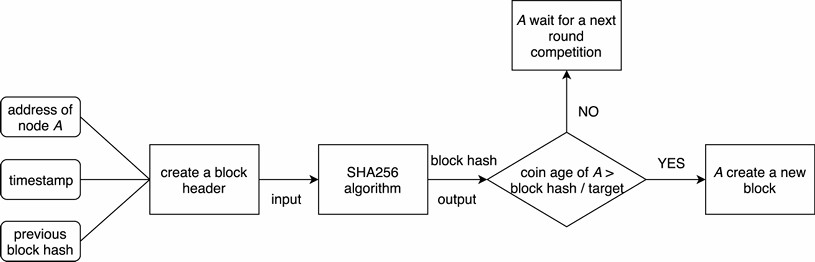 A wait for a next
round
competition
NO
address of
node A
timestamp
previous
block hash
create a block
header
input
SHA256
algorithm
block hash
output
coin age of A >
block hash / target
YES
A create a new
block